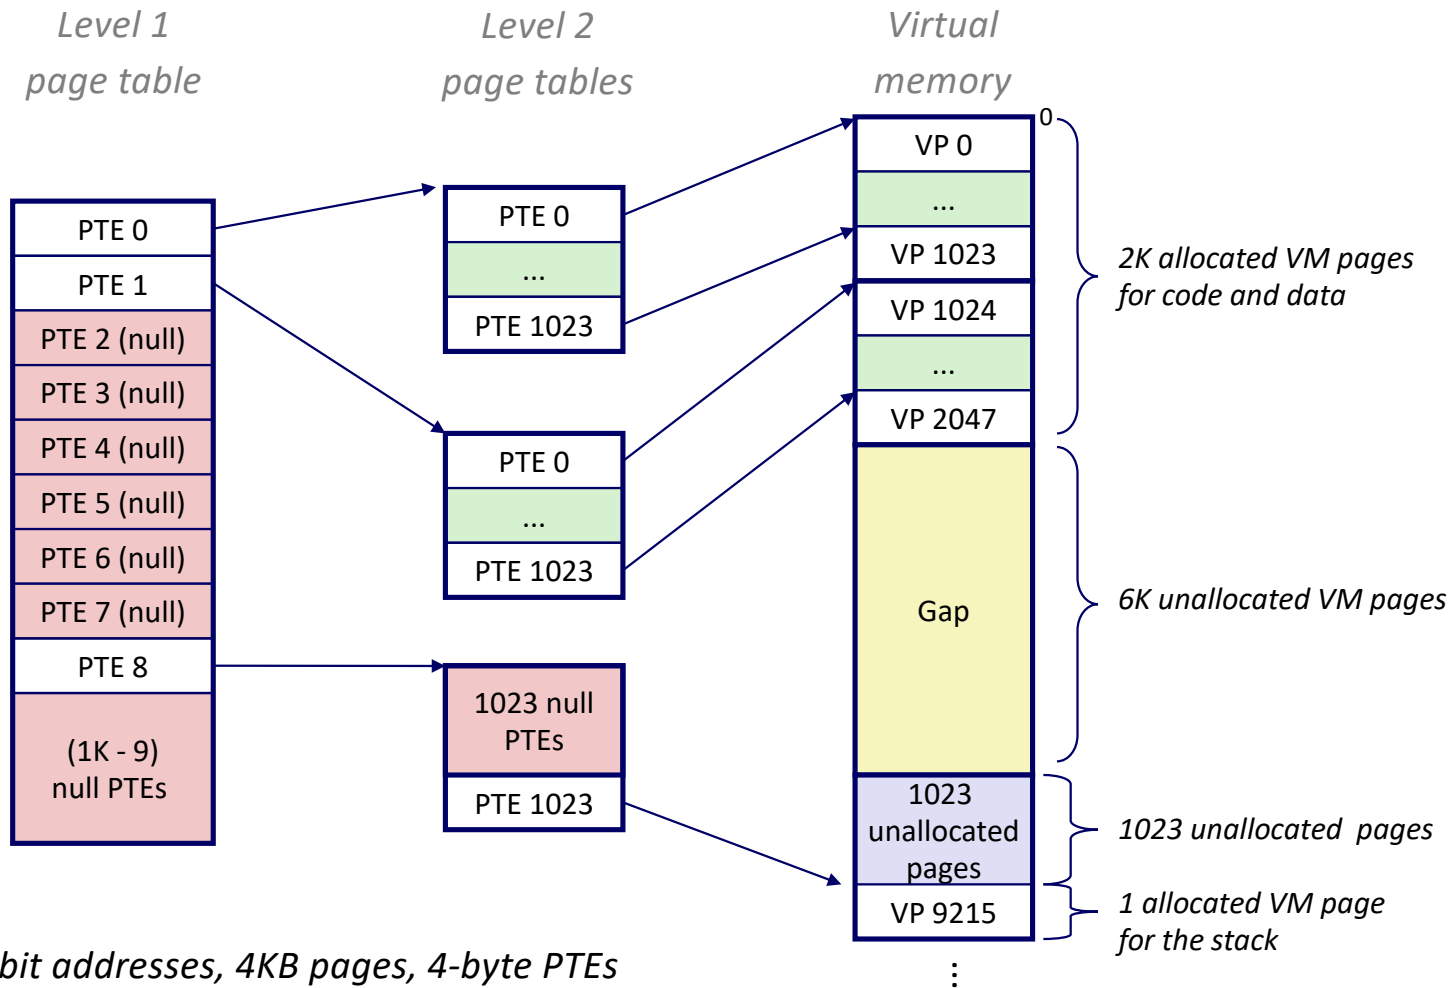 Level 1
page table
Level 2
page tables
Virtual
memory
PTE 0
PTE 1
PTE 2 (null)
PTE 3 (null)
PTE 4 (null)
PTE 5 (null)
PTE 6 (null)
PTE 7 (null)
PTE 8
(1K - 9)
null PTEs
PTE 0
...
PTE 1023
PTE 0
...
PTE 1023
1023 null
PTEs
PTE 1023
0
VP 0
...
VP 1023
VP 1024
...
VP 2047
Gap
1023
unallocated
pages
VP 9215
...
2K allocated VM pages
for code and data
6K unallocated VM pages
1023 unallocated pages
1 allocated VM page
for the stack
bit addresses, 4KB pages, 4-byte PTEs